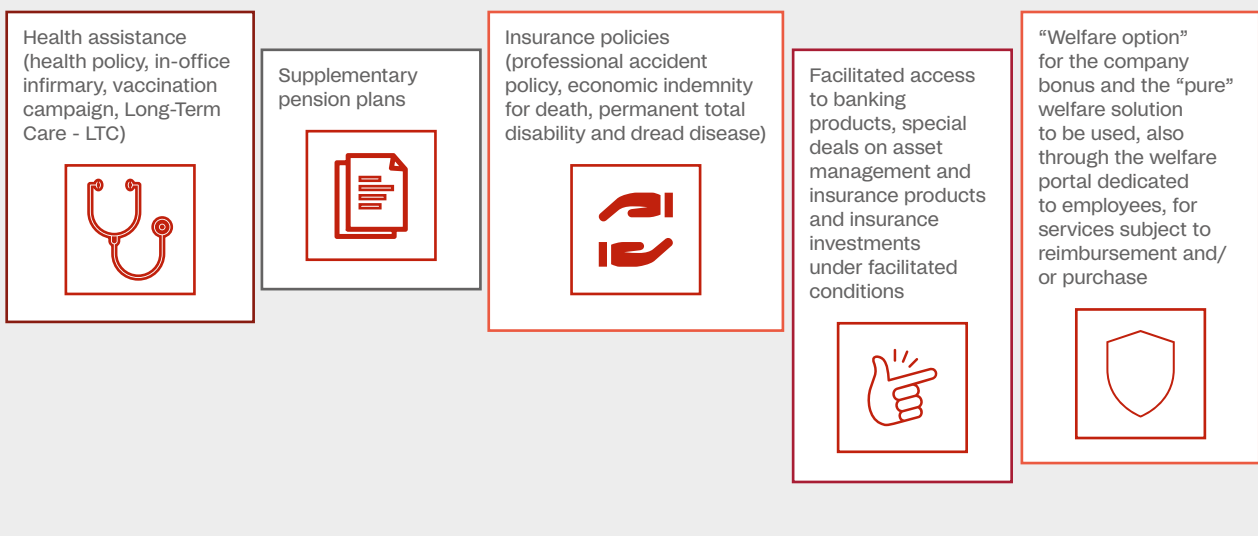 Health assistance
(health policy, in-office
infirmary, vaccination
campaign, Long-Term
Care - LTC)
Supplementary
pension plans
Insurance policies
(professional accident
policy, economic indemnity
for death, permanent total
disability and dread disease)
Facilitated access
to banking
products, special
deals on asset
management and
insurance products
and insurance
investments
under facilitated
conditions
“Welfare option”
for the company
bonus and the “pure”
welfare solution
to be used, also
through the welfare
portal dedicated
to employees, for
services subject to
reimbursement and/
or purchase